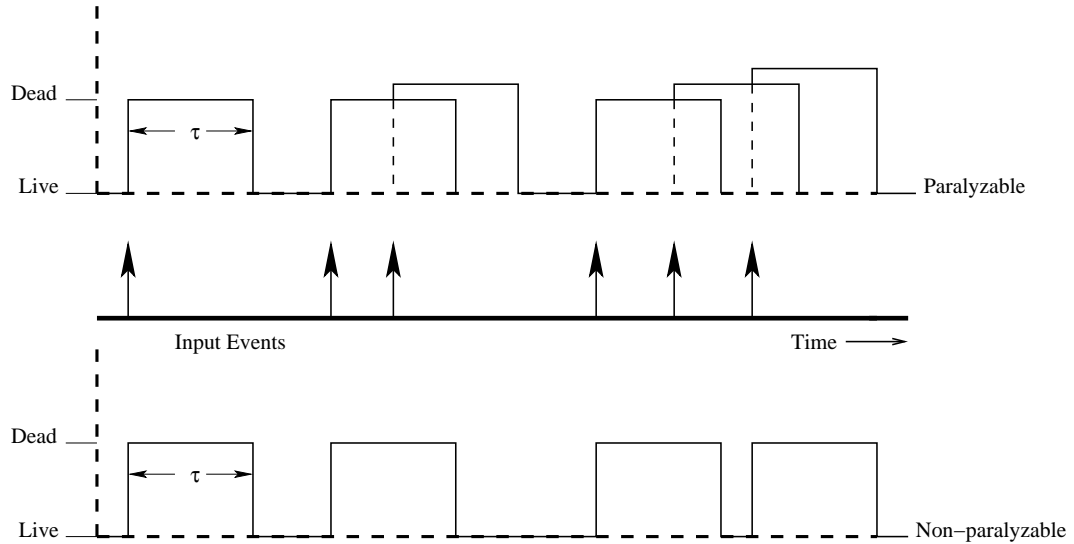 Dead
τ
Live
Paralyzable
Input Events
Time
Dead
τ
Live
Non−paralyzable